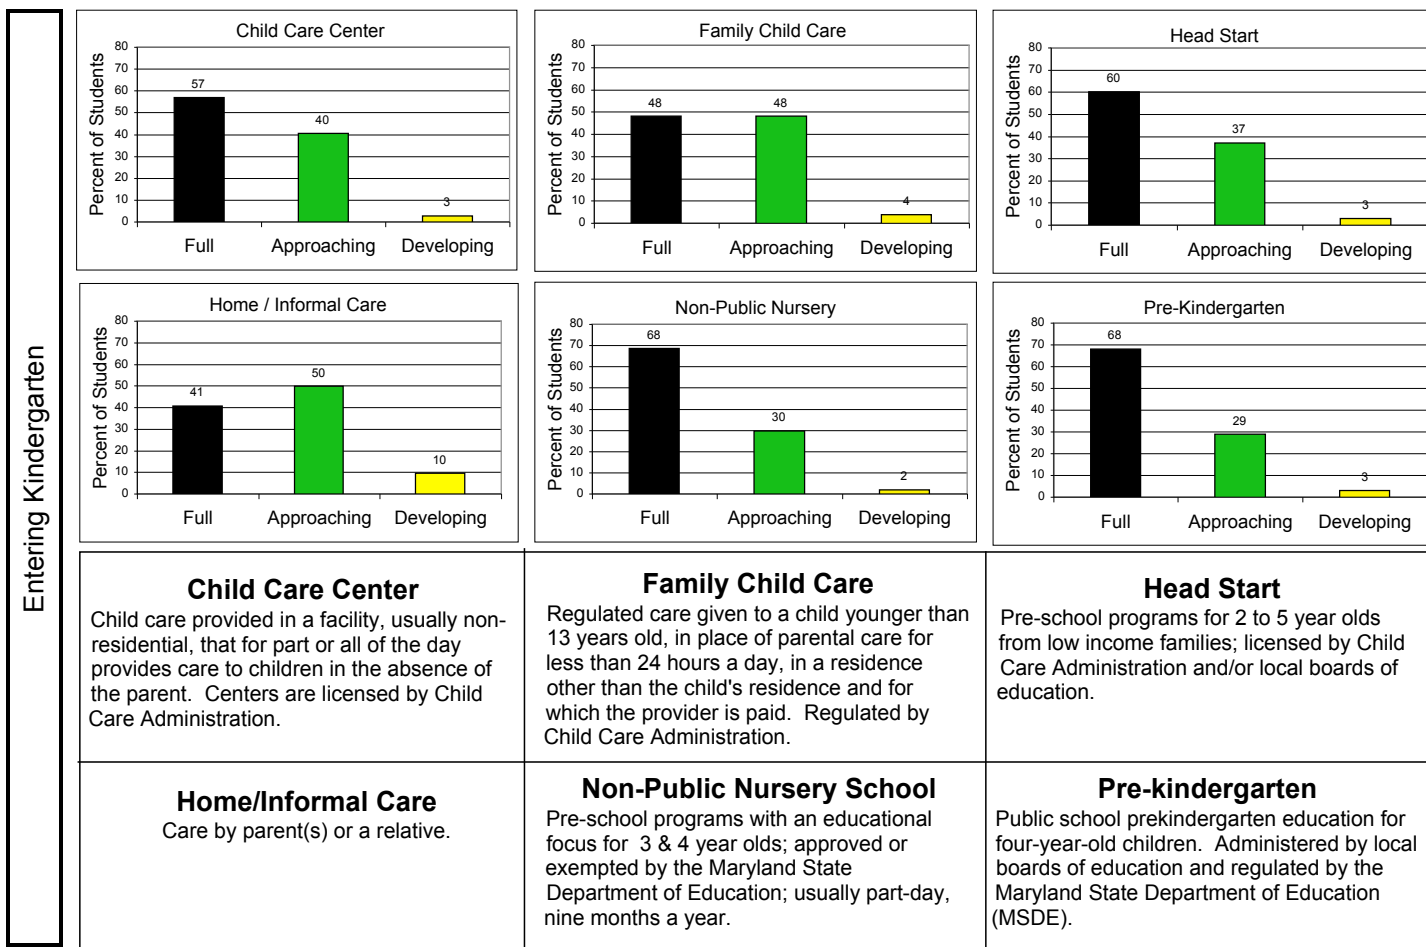 Entering Kindergarten
Child Care Center
Percent of Students
80
70
60
50
40
30
20
10
0
57
40
3
Full Approaching Developing
Family Child Care
Percent of Students
80
70
60
50
40
30
20
10
0
48
48
4
Full Approaching Developing
Head Start
Percent of Students
80
70
60
50
40
30
20
10
0
60
37
3
Full Approaching Developing
Home / Informal Care
Percent of Students
80
70
60
50
40
30
20
10
0
41
50
10
Full Approaching Developing
Non-Public Nursery
Percent of Students
80
70
60
50
40
30
20
10
0
68
30
2
Full Approaching Developing
Pre-Kindergarten
Percent of Students
80
70
60
50
40
30
20
10
0
68
29
3
Full Approaching Developing
Child Care Center
Child care provided in a facility, usually non-
residential, that for part or all of the day
provides care to children in the absence of
the parent. Centers are licensed by Child
Care Administration.
Family Child Care
Regulated care given to a child younger than
13 years old, in place of parental care for
less than 24 hours a day, in a residence
other than the child's residence and for
which the provider is paid. Regulated by
Child Care Administration.
Head Start
Pre-school programs for 2 to 5 year olds
from low income families; licensed by Child
Care Administration and/or local boards of
education.
Home/Informal Care
Care by parent(s) or a relative.
Non-Public Nursery School
Pre-school programs with an educational
focus for 3 & 4 year olds; approved or
exempted by the Maryland State
Department of Education; usually part-day,
nine months a year.
Pre-kindergarten
Public school prekindergarten education for
four-year-old children. Administered by local
boards of education and regulated by the
Maryland State Department of Education
(MSDE).